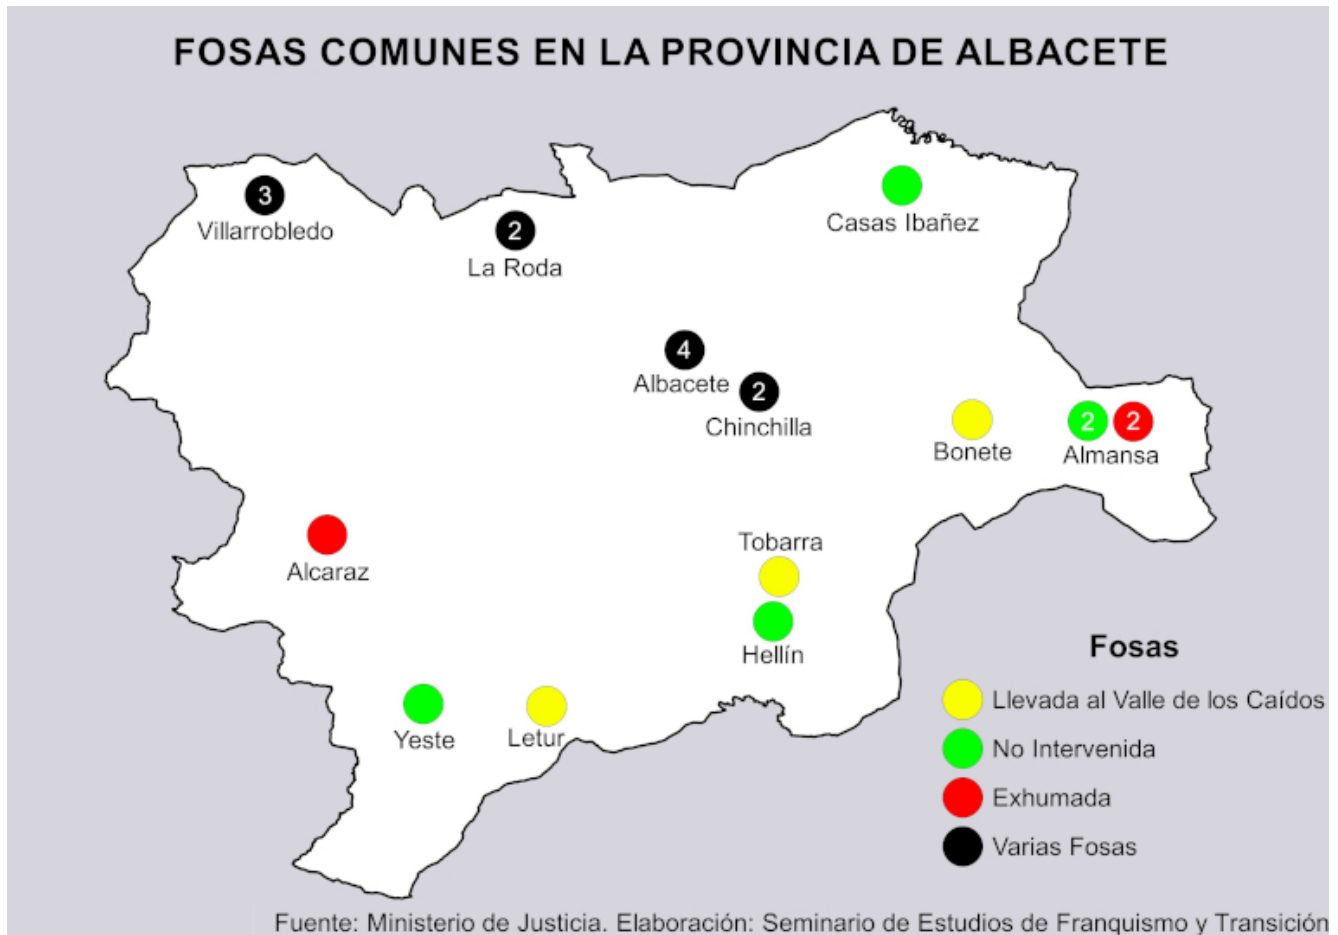 FOSAS COMUNES EN LA PROVINCIA DE ALBACETE
3
Villarrobledo
2
La Roda
Casas Ibañez
4
Albacete
2
Chinchilla
Bonete
2 2
Almansa
Alcaraz
Tobarra
Hellín
Yeste
Letur
Fosas
Llevada al Valle de los Caídos
No Intervenida
Exhumada
Varias Fosas
Fuente: Ministerio de Justicia. Elaboración: Seminario de Estudios de Franquismo y Transición